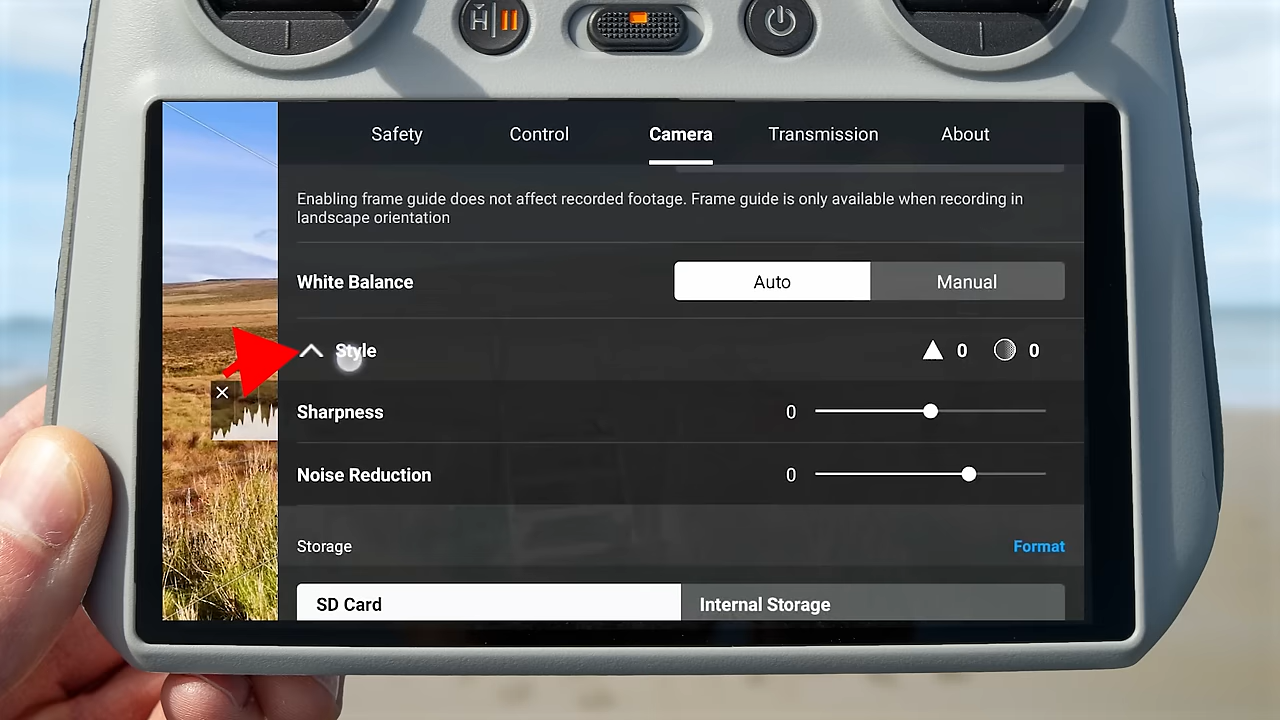 H
Safety Control Camera Transmission About
Enabling frame guide does not affect recorded footage. Frame guide is only available when recording in
landscape orientation
White Balance Auto Manual
Style 0 0
Sharpness 0
Noise Reduction 0
Storage Format
SD Card Internal Storage